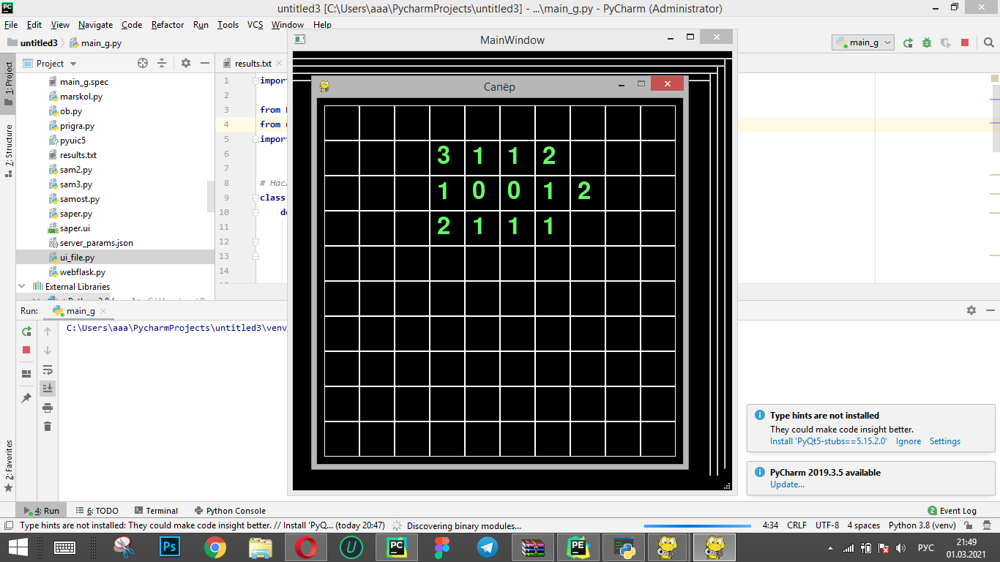 untitled3 [C:\Users\aaa\PycharmProjects\untitled3] - ...\main_g.py - PyCharm (Administrator)
File Edit View Navigate Code Refactor Run Tools VCS Window Help
untitled3 main_g.py
main_g
MainWindow
1: Project
7: Structure
2: Favorites
Project
main_g.spec
marskol.py
ob.py
prigra.py
pyuic5
results.txt
sam2.py
sam3.py
samost.py
saper.py
saper.ui
server_params.json
ui_file.py
webflask.py
External Libraries
results.txt
1 impor
2
3 from
4 from
5 impor
6
7
8 # Нас
9 class
10 de
11
12
13
14
Сапёр
3 1 1 2
1 0 0 1 2
2 1 1 1
Run: main_g
C:\Users\aaa\PycharmProjects\untitled3\venv
Type hints are not installed
They could make code insight better.
Install 'PyQt5-stubs==5.15.2.0' Ignore Settings
PyCharm 2019.3.5 available
Update...
4: Run 6: TODO Terminal Python Console
2 Event Log
Type hints are not installed: They could make code insight better. // Install 'PyQ... (today 20:47) Discovering binary modules...
4:34 CRLF UTF-8 4 spaces Python 3.8 (venv)
РУС
21:49
01.03.2021